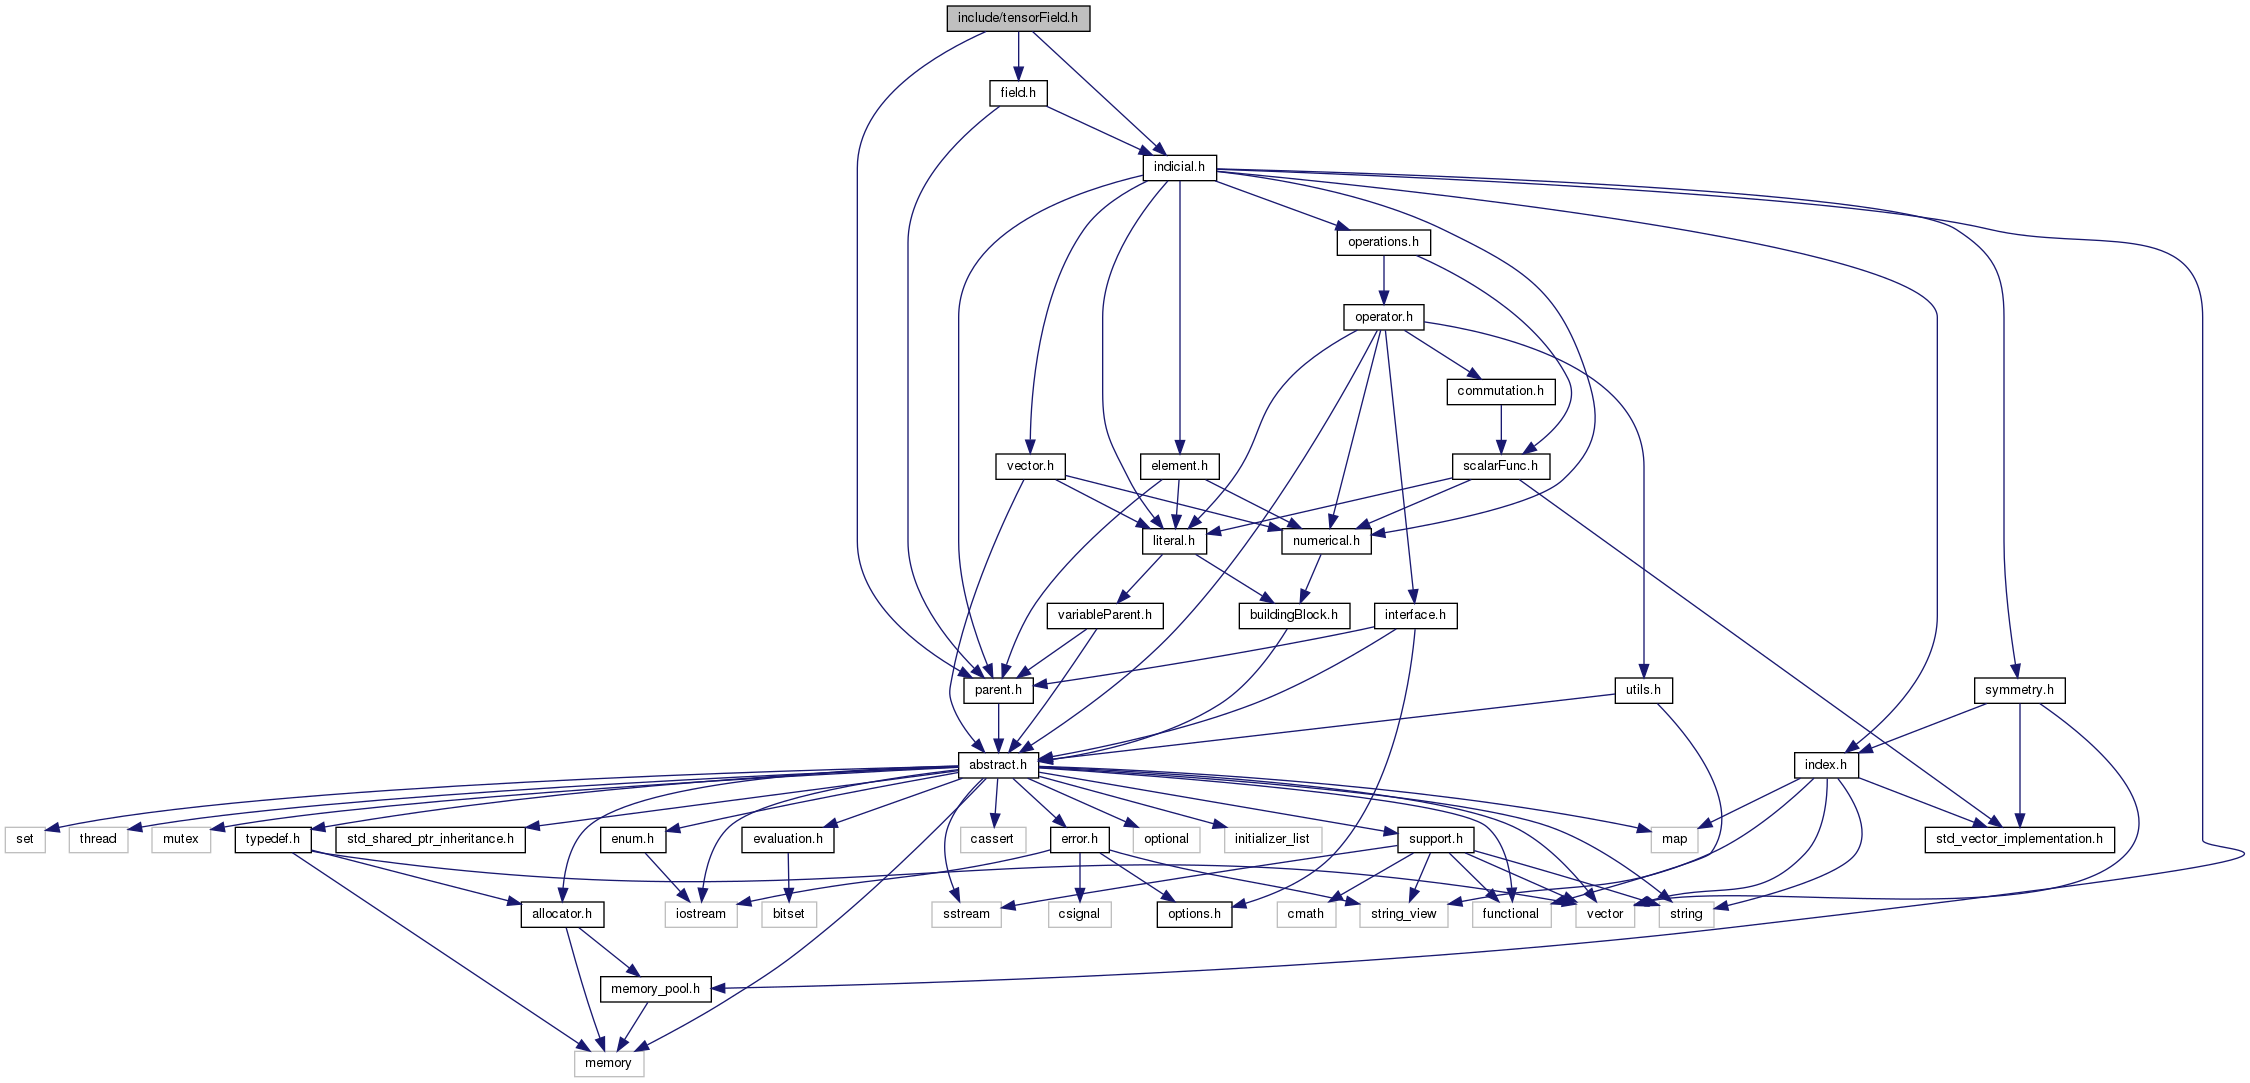 include/tensorField.h
field.h
indicial.h
operations.h
operator.h
commutation.h
vector.h
element.h
scalarFunc.h
literal.h
numerical.h
variableParent.h
buildingBlock.h
interface.h
parent.h
utils.h
symmetry.h
abstract.h
index.h
set
thread
mutex
typedef.h
std_shared_ptr_inheritance.h
enum.h
evaluation.h
cassert
error.h
optional
initializer_list
support.h
map
std_vector_implementation.h
allocator.h
iostream
bitset
sstream
csignal
options.h
cmath
string_view
functional
vector
string
memory_pool.h
memory